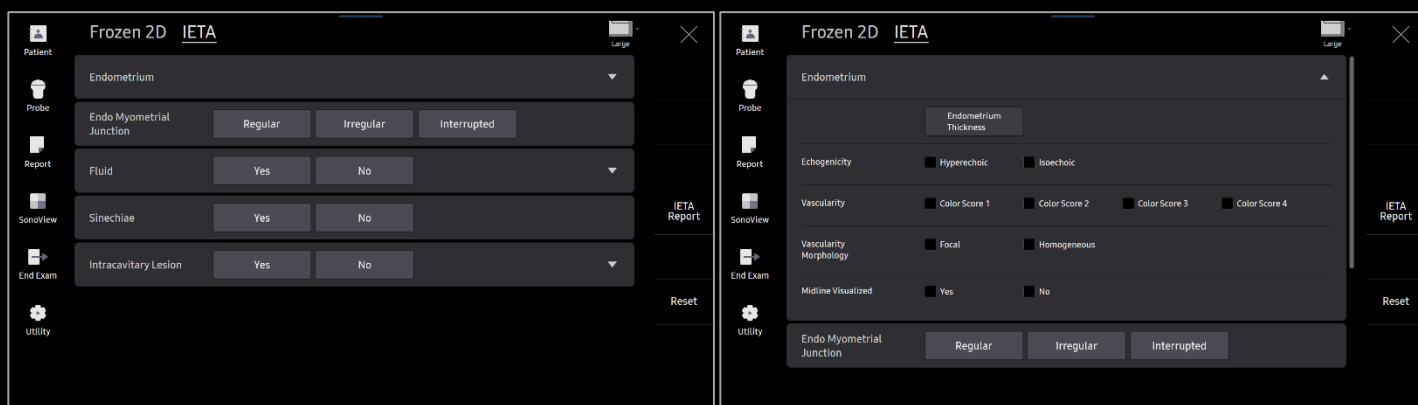 Patient
Probe
Report
SonoView
End Exam
Utility
Frozen 2D IETA
Large
Endometrium
Endo Myometrial
Junction
Regular Irregular Interrupted
Fluid Yes No
Sinechiae Yes No
Intracavitary Lesion Yes No
IETA
Report
Reset
Patient
Probe
Report
SonoView
End Exam
Utility
Frozen 2D IETA
Large
Endometrium
Endometrium
Thickness
Echogenicity Hyperechoic Isoechoic
Vascularity Color Score 1 Color Score 2 Color Score 3 Color Score 4
Vascularity
Morphology
Focal Homogeneous
Midline Visualized Yes No
Endo Myometrial
Junction
Regular Irregular Interrupted
IETA
Report
Reset